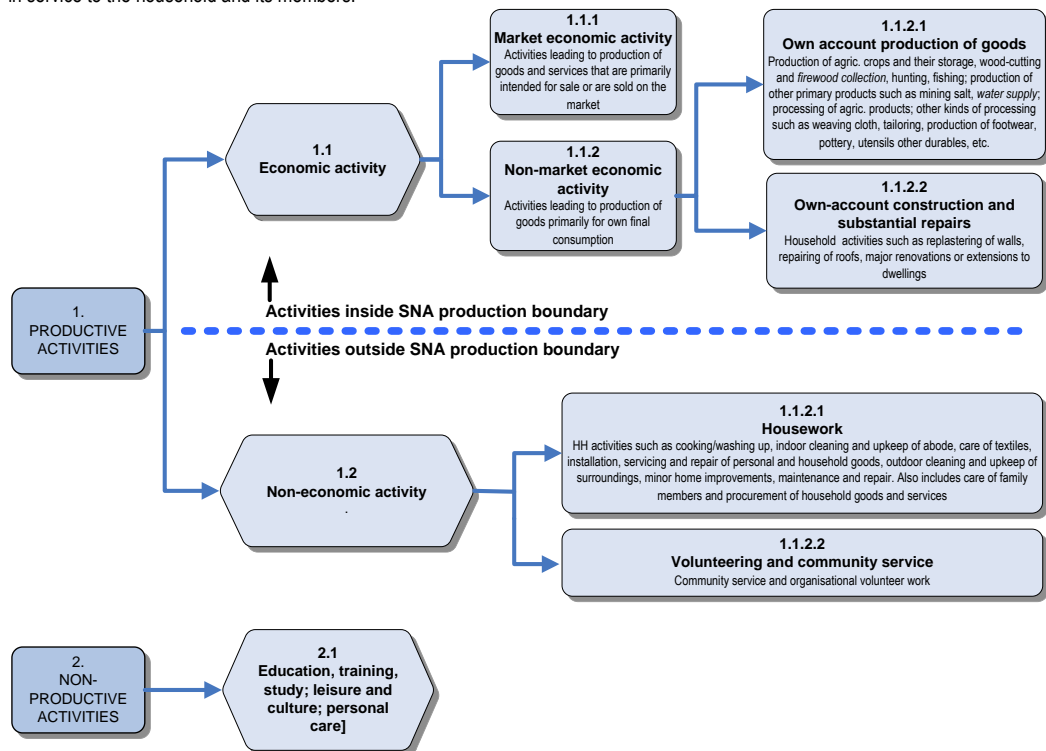 in service to the household and its members.
1.1.1
Market economic activity
Activities leading to production of
goods and services that are primarily
intended for sale or are sold on the
market
1.1.2.1
Own account production of goods
Production of agric. crops and their storage, wood-cutting
and firewood collection, hunting, fishing; production of
other primary products such as mining salt, water supply;
processing of agric. products; other kinds of processing
such as weaving cloth, tailoring, production of footwear,
pottery, utensils other durables, etc.
1.1
Economic activity
1.1.2
Non-market economic
activity
Activities leading to production of
goods primarily for own final
consumption
1.1.2.2
Own-account construction and
substantial repairs
Household activities such as replastering of walls,
repairing of roofs, major renovations or extensions to
dwellings
1.
PRODUCTIVE
ACTIVITIES
Activities inside SNA production boundary
Activities outside SNA production boundary
1.2
Non-economic activity
.
1.1.2.1
Housework
HH activities such as cooking/washing up, indoor cleaning and upkeep of abode, care of textiles,
installation, servicing and repair of personal and household goods, outdoor cleaning and upkeep of
surroundings, minor home improvements, maintenance and repair. Also includes care of family
members and procurement of household goods and services
1.1.2.2
Volunteering and community service
Community service and organisational volunteer work
2.
NON-
PRODUCTIVE
ACTIVITIES
2.1
Education, training,
study; leisure and
culture; personal
care]